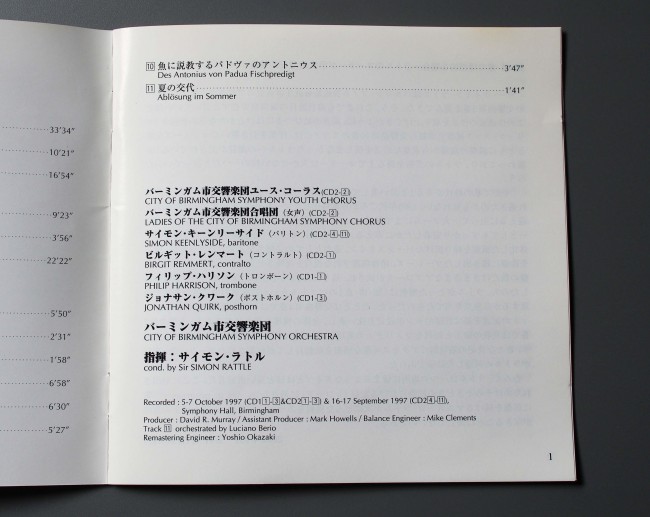 33'34"
10'21"
16'54"
9'23"
3'56"
22'22"
5'50"
2'31"
1'58"
6'58"
6'30"
5'27"
10 魚に説教するパドヴァのアントニウス 3'47"
Des Antonius von Padua Fischpredigt
11 夏の交代 1'41"
Ablösung im Sommer
バーミンガム市交響楽団ユース・コーラス(CD2-2)
CITY OF BIRMINGHAM SYMPHONY YOUTH CHORUS
バーミンガム市交響楽団合唱団（女声）(CD2-2)
LADIES OF THE CITY OF BIRMINGHAM SYMPHONY CHORUS
サイモン・キーンリーサイド（バリトン）(CD2-4-11)
SIMON KEENLYSIDE, baritone
ビルギット・レンマート（コントラルト）(CD2-1)
BIRGIT REMMERT, contralto
フィリップ・ハリソン（トロンボーン）(CD1-1)
PHILIP HARRISON, trombone
ジョナサン・クワーク（ポストホルン）(CD1-3)
JONATHAN QUIRK, posthorn
バーミンガム市交響楽団
CITY OF BIRMINGHAM SYMPHONY ORCHESTRA
指揮：サイモン・ラトル
cond. by Sir SIMON RATTLE
Recorded : 5-7 October 1997 (CD1 1-3 & CD2 1-3) & 16-17 September 1997 (CD2 4-11),
Symphony Hall, Birmingham
Producer : David R. Murray / Assistant Producer : Mark Howells / Balance Engineer : Mike Clements
Track 11 orchestrated by Luciano Berio
Remastering Engineer : Yoshio Okazaki
1